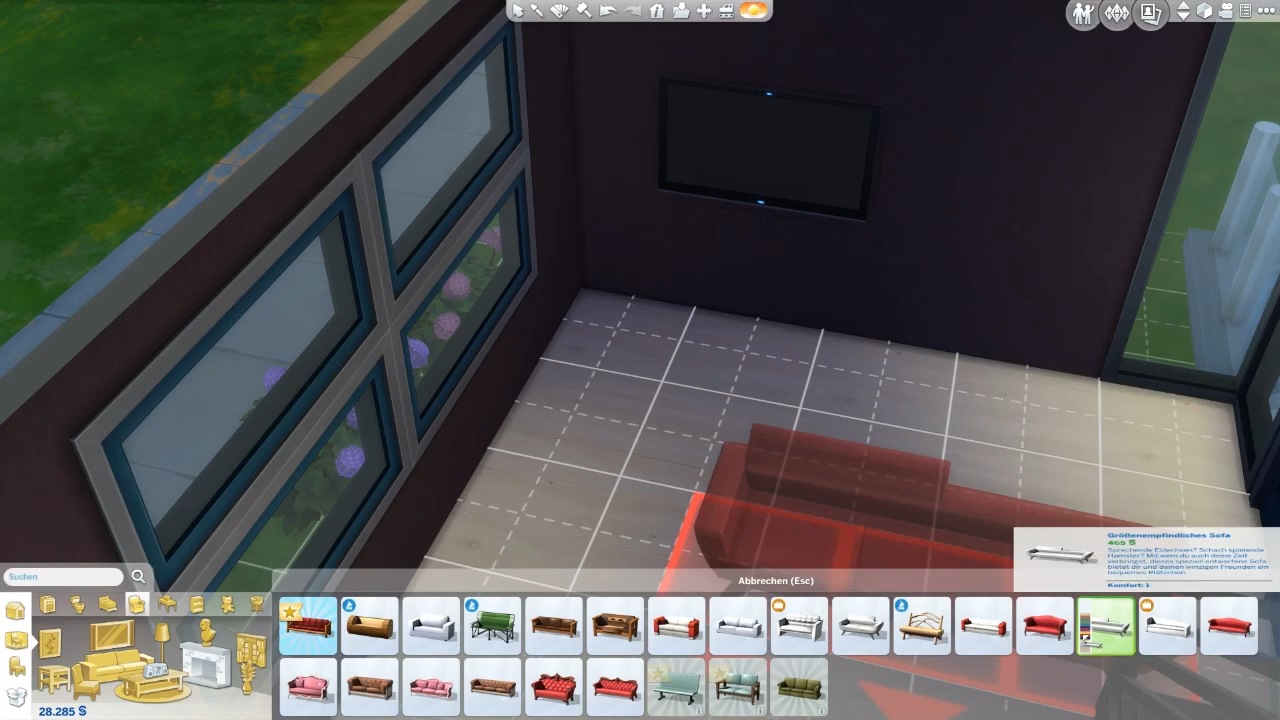 Größenempfindliches Sofa
465 $
Sprechende Eidechsen? Schach spielende
Hamster? Mit wem du auch deine Zeit
verbringst, dieses speziell entworfene Sofa
bietet dir und deinen winzigen Freunden ein
bequemes Plätzchen.
Komfort: 1
Suchen
Abbrechen (Esc)
28.285 $